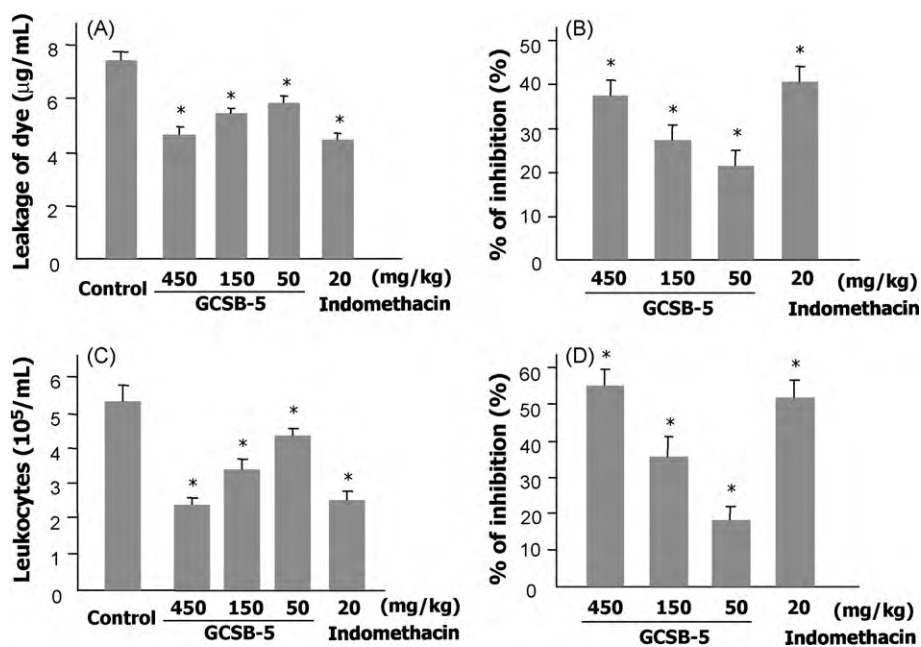 (A)
Leakage of dye (μg/mL)
8
6
4
2
0
* * * *
Control 450 150 50 20 (mg/kg)
GCSB-5 Indomethacin
(B)
% of inhibition (%)
50
40
30
20
10
0
* * * *
450 150 50 20 (mg/kg)
GCSB-5 Indomethacin
(C)
Leukocytes (10⁵/mL)
6
5
4
3
2
1
0
* * * *
Control 450 150 50 20 (mg/kg)
GCSB-5 Indomethacin
(D)
% of inhibition (%)
60
50
40
30
20
10
0
* * * *
450 150 50 20 (mg/kg)
GCSB-5 Indomethacin